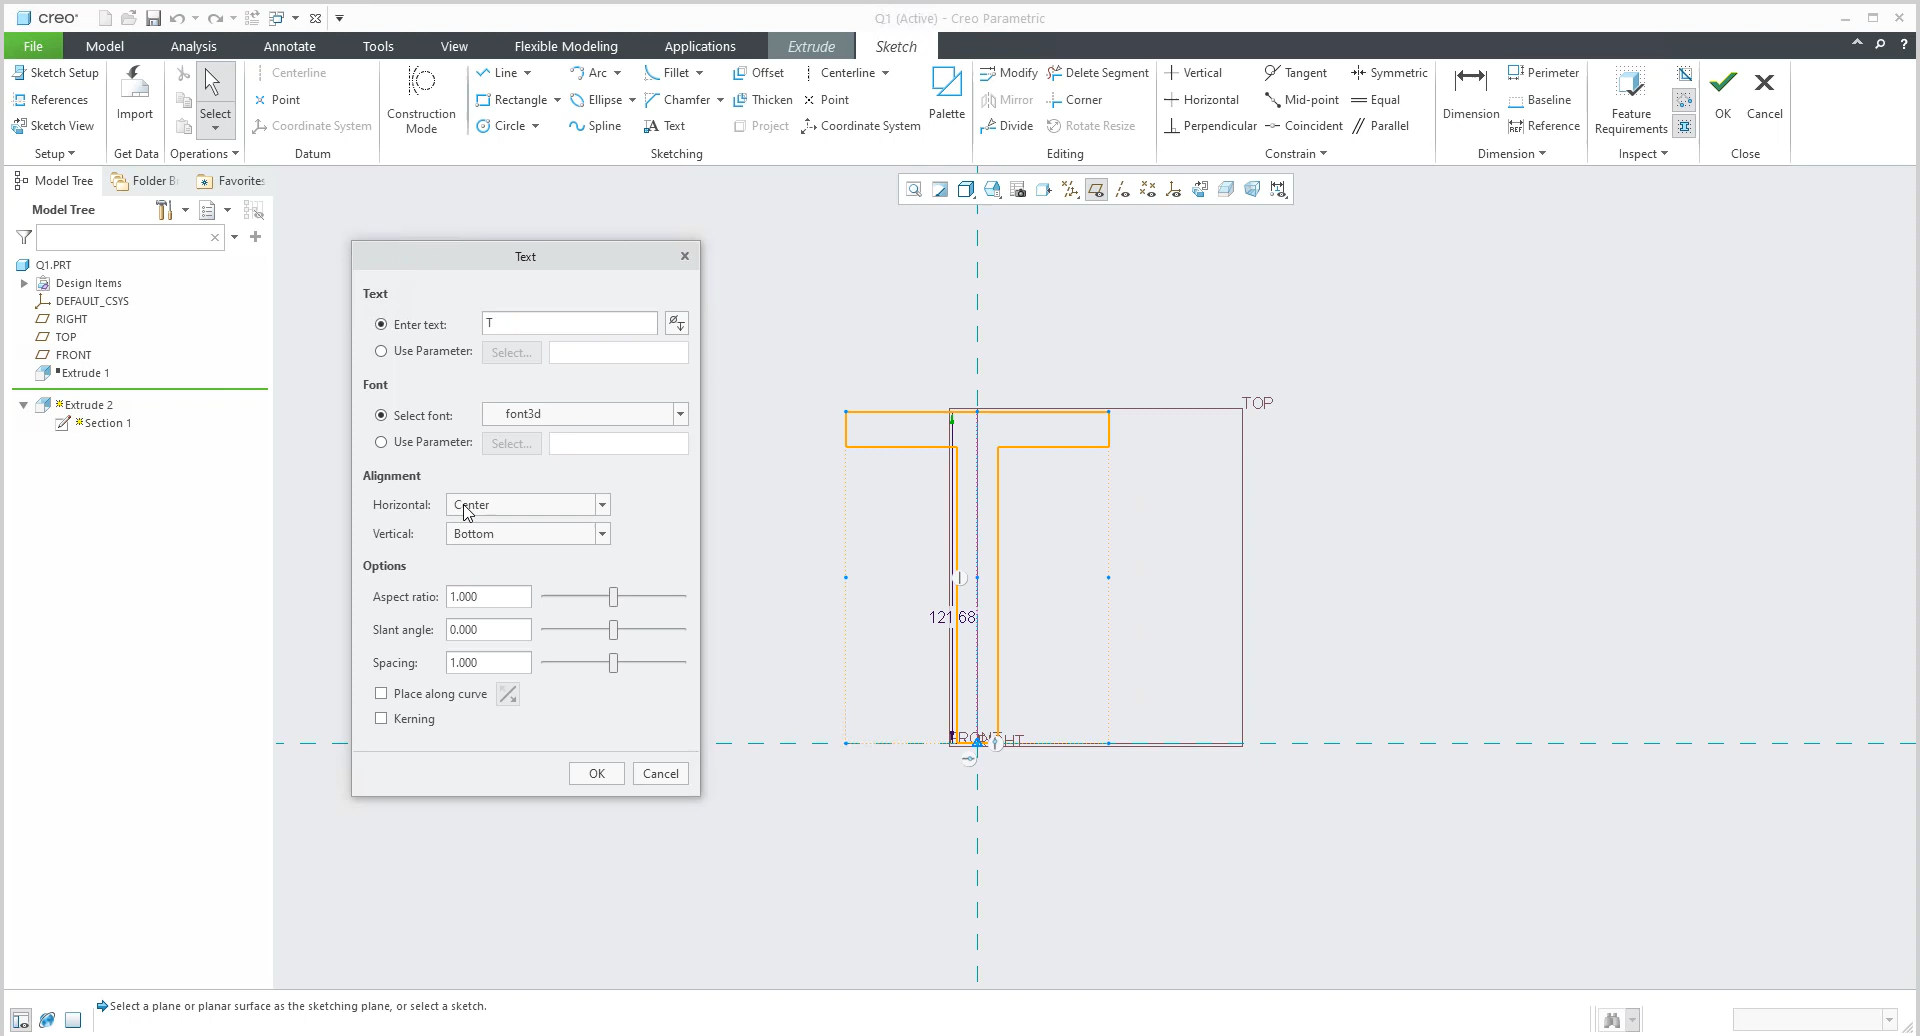 creo
Q1 (Active) - Creo Parametric
File Model Analysis Annotate Tools View Flexible Modeling Applications Extrude Sketch
Sketch Setup
References
Sketch View
Setup
Import
Get Data
Select
Operations
Centerline
Point
Coordinate System
Datum
Construction
Mode
Line Arc Fillet Offset Centerline
Rectangle Ellipse Chamfer Thicken Point
Circle Spline Text Project Coordinate System
Palette
Sketching
Modify Delete Segment
Mirror Corner
Divide Rotate Resize
Editing
Vertical Tangent Symmetric
Horizontal Mid-point Equal
Perpendicular Coincident Parallel
Constrain
Dimension
Perimeter
Baseline
REF Reference
Dimension
Feature
Requirements
Inspect
OK Cancel
Close
Model Tree Folder B Favorites
Model Tree
Q1.PRT
Design Items
DEFAULT_CSYS
RIGHT
TOP
FRONT
Extrude 1
Extrude 2
Section 1
Text
Text
Enter text: T
Use Parameter: Select...
Font
Select font: font3d
Use Parameter: Select...
Alignment
Horizontal: Center
Vertical: Bottom
Options
Aspect ratio: 1.000
Slant angle: 0.000
Spacing: 1.000
Place along curve
Kerning
OK Cancel
TOP
T
121.68
Select a plane or planar surface as the sketching plane, or select a sketch.